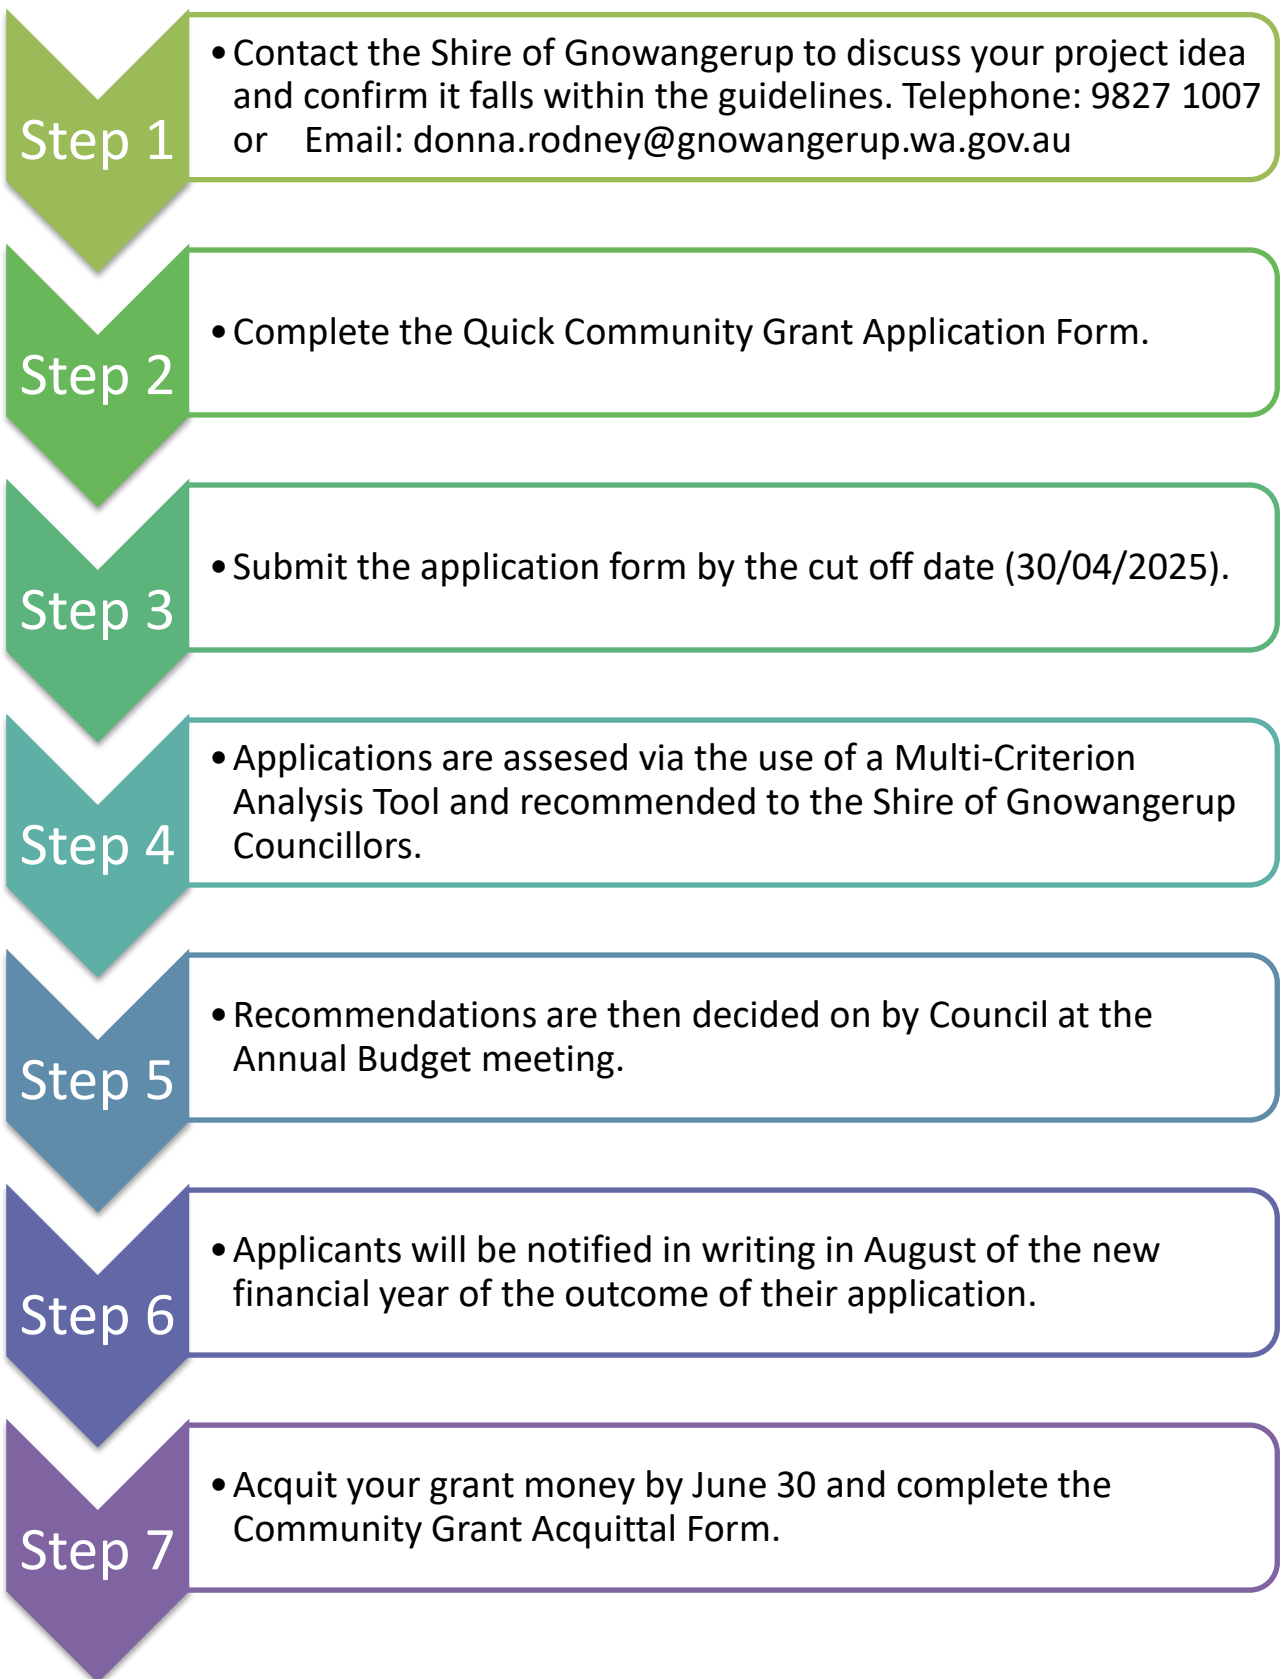 Step 1
• Contact the Shire of Gnowangerup to discuss your project idea
and confirm it falls within the guidelines. Telephone: 9827 1007
or    Email: donna.rodney@gnowangerup.wa.gov.au
Step 2
• Complete the Quick Community Grant Application Form.
Step 3
• Submit the application form by the cut off date (30/04/2025).
Step 4
• Applications are assesed via the use of a Multi-Criterion
Analysis Tool and recommended to the Shire of Gnowangerup
Councillors.
Step 5
• Recommendations are then decided on by Council at the
Annual Budget meeting.
Step 6
• Applicants will be notified in writing in August of the new
financial year of the outcome of their application.
Step 7
• Acquit your grant money by June 30 and complete the
Community Grant Acquittal Form.